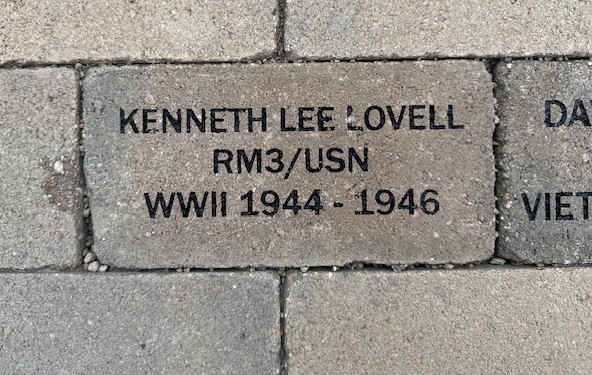 KENNETH LEE LOVELL
RM3/USN
WWII 1944 - 1946